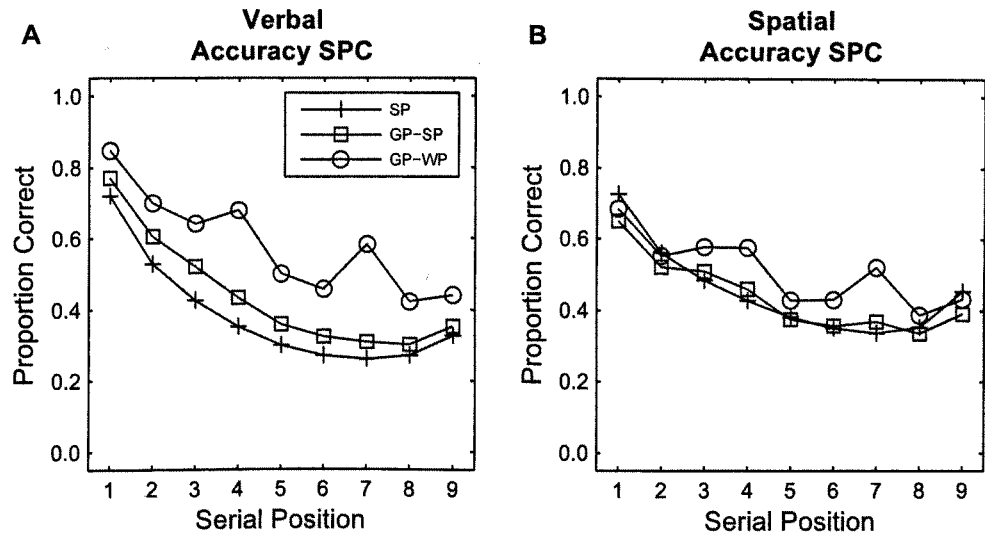 A
Verbal
Accuracy SPC
Proportion Correct
1.0
0.8
0.6
0.4
0.2
0.0
SP
GP-SP
GP-WP
1 2 3 4 5 6 7 8 9
Serial Position
B
Spatial
Accuracy SPC
Proportion Correct
1.0
0.8
0.6
0.4
0.2
0.0
1 2 3 4 5 6 7 8 9
Serial Position